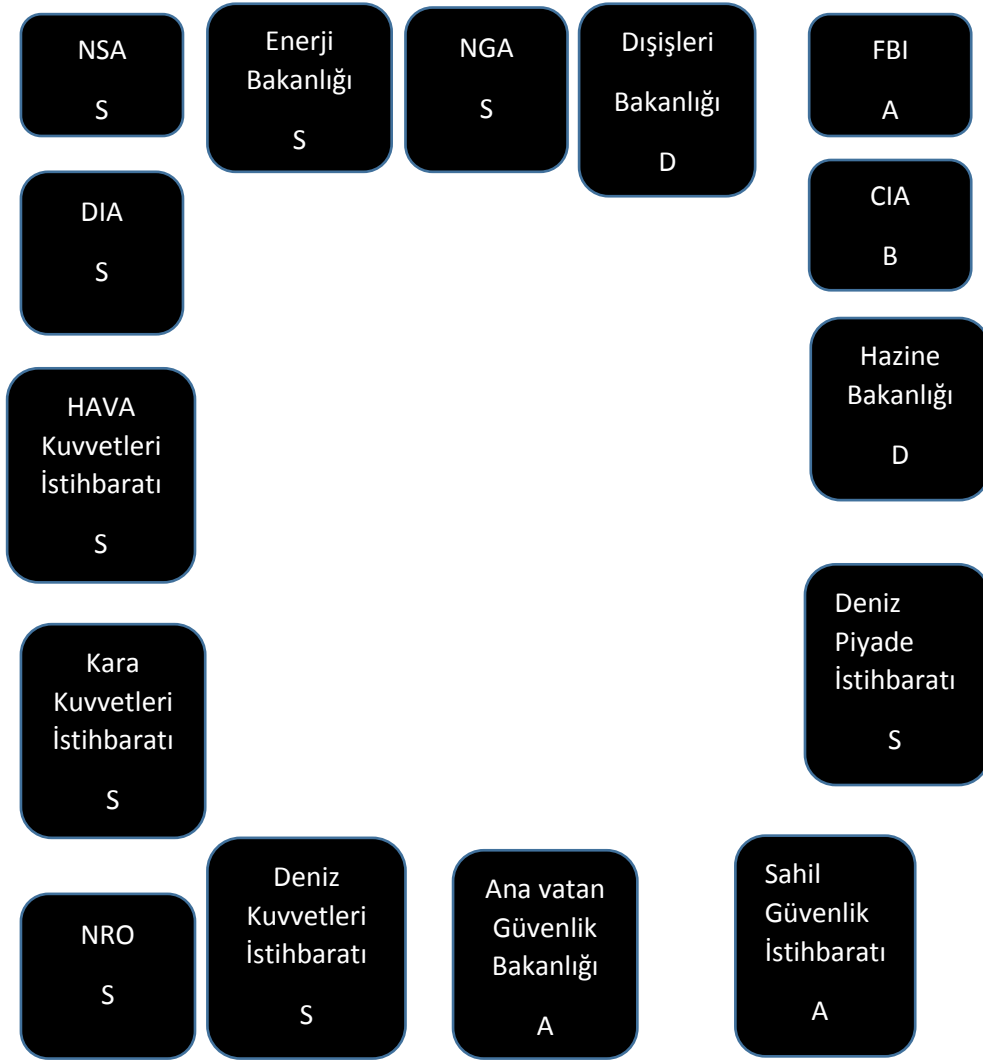 NSA
S
Enerji
Bakanlığı
S
NGA
S
Dışişleri
Bakanlığı
D
FBI
A
DIA
S
CIA
B
HAVA
Kuvvetleri
İstihbaratı
S
Hazine
Bakanlığı
D
Kara
Kuvvetleri
İstihbaratı
S
Deniz
Piyade
İstihbaratı
S
NRO
S
Deniz
Kuvvetleri
İstihbaratı
S
Ana vatan
Güvenlik
Bakanlığı
A
Sahil
Güvenlik
İstihbaratı
A